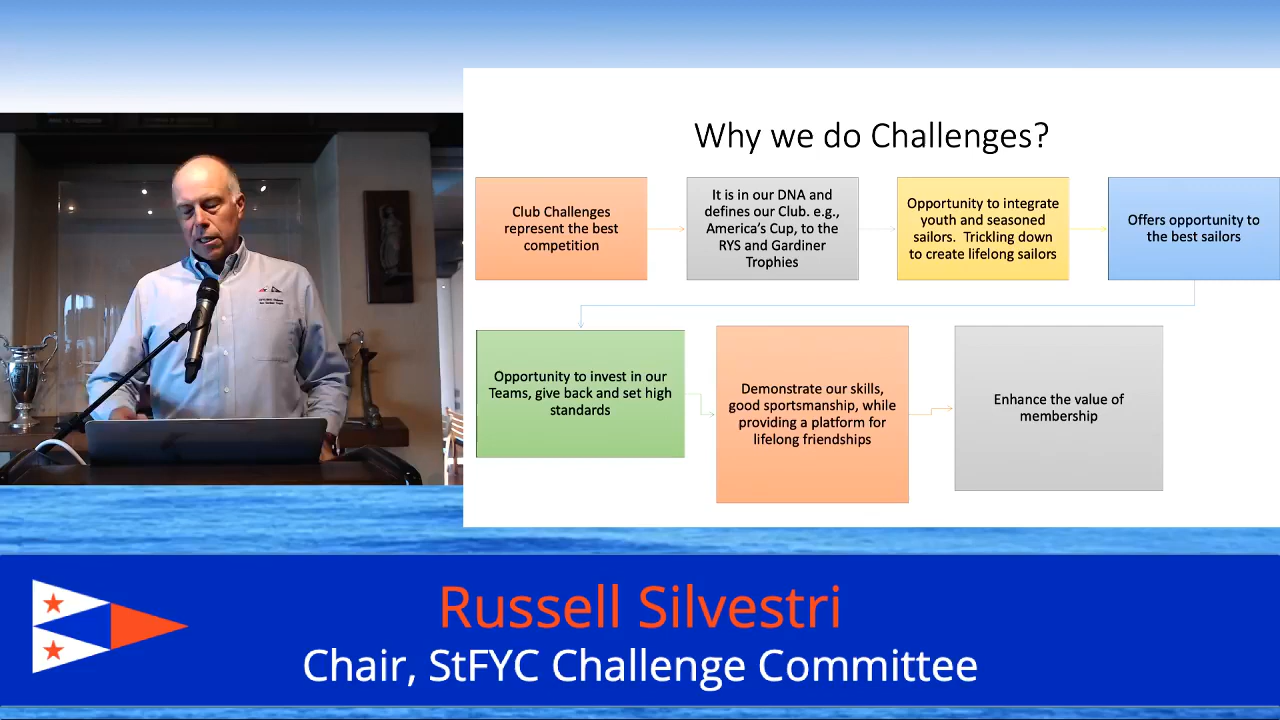 Why we do Challenges?
Club Challenges
represent the best
competition
It is in our DNA and
defines our Club. e.g.,
America's Cup, to the
RYS and Gardiner
Trophies
Opportunity to integrate
youth and seasoned
sailors.  Trickling down
to create lifelong sailors
Offers opportunity to
the best sailors
Opportunity to invest in our
Teams, give back and set high
standards
Demonstrate our skills,
good sportsmanship, while
providing a platform for
lifelong friendships
Enhance the value of
membership
Russell Silvestri
Chair, StFYC Challenge Committee